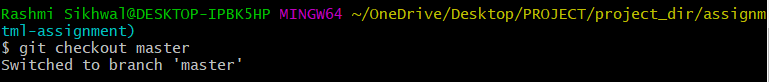 Rashmi Sikhwal@DESKTOP-IPBK5HP MINGW64 ~/OneDrive/Desktop/PROJECT/project_dir/assignm
tml-assignment)
$ git checkout master
Switched to branch 'master'